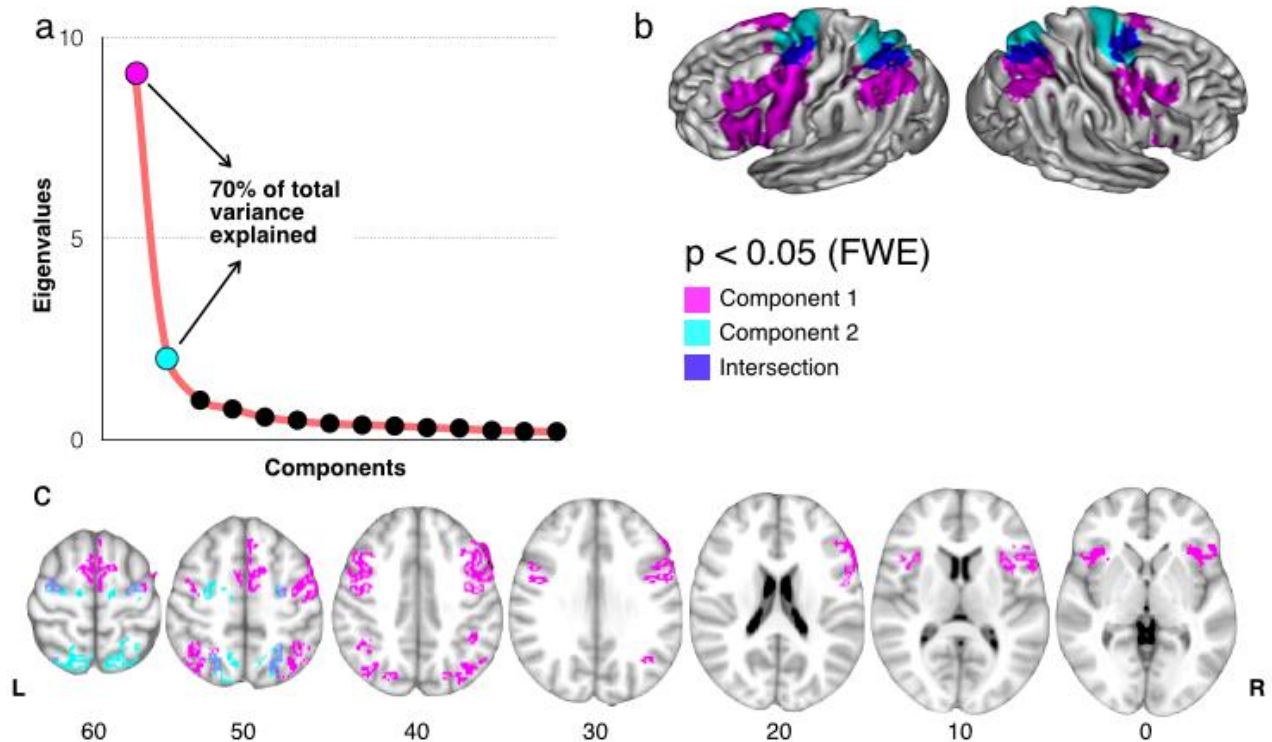 a
10
5
0
Eigenvalues
70% of total
variance
explained
Components
b
p < 0.05 (FWE)
Component 1
Component 2
Intersection
c
L
R
60 50 40 30 20 10 0